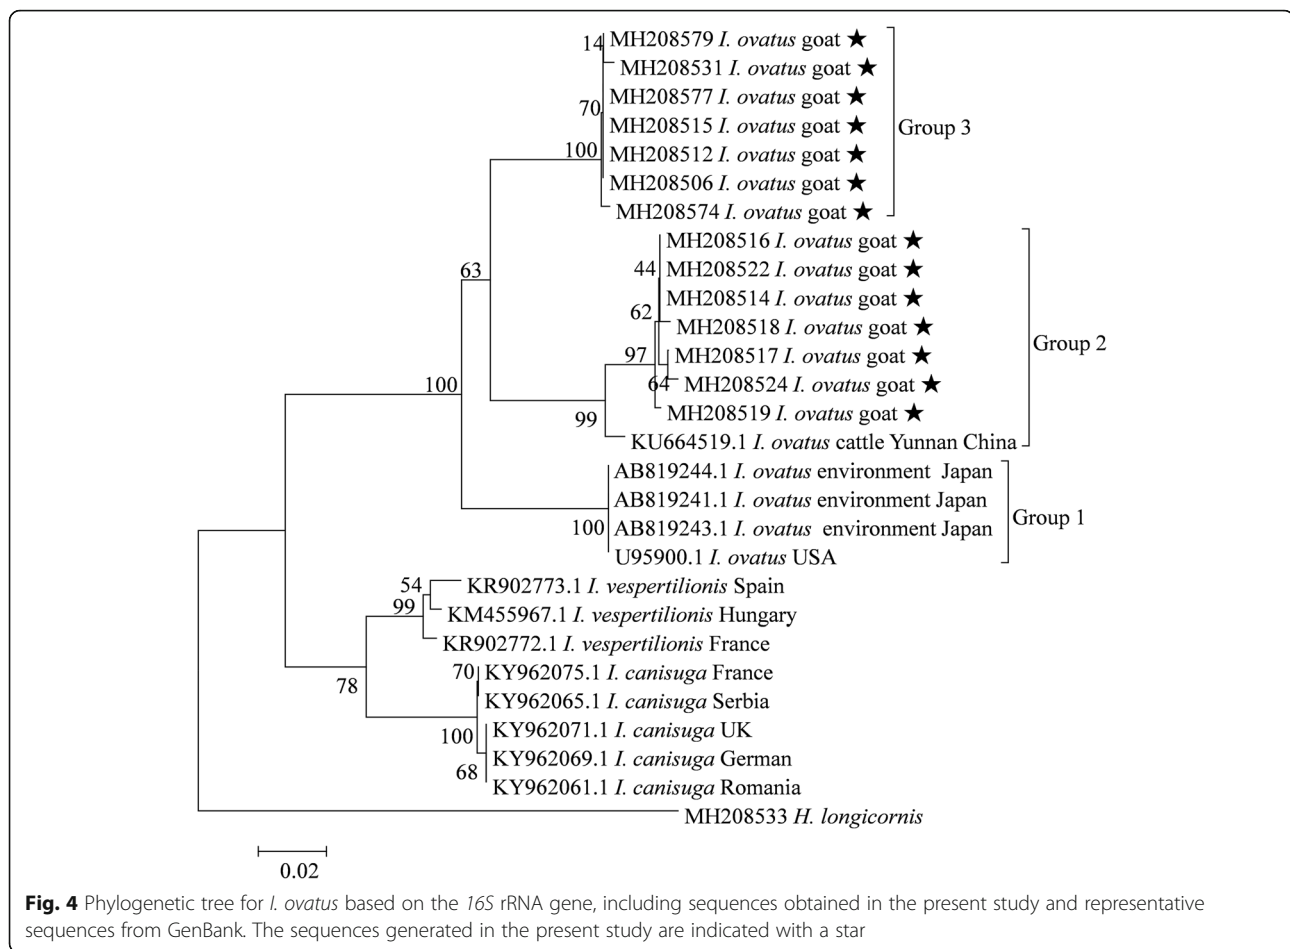 14 MH208579 I. ovatus goat ★
MH208531 I. ovatus goat ★
MH208577 I. ovatus goat ★
70
MH208515 I. ovatus goat ★
Group 3
100 MH208512 I. ovatus goat ★
MH208506 I. ovatus goat ★
MH208574 I. ovatus goat ★
MH208516 I. ovatus goat ★
63
44 MH208522 I. ovatus goat ★
MH208514 I. ovatus goat ★
62
MH208518 I. ovatus goat ★
Group 2
97 MH208517 I. ovatus goat ★
100
64 MH208524 I. ovatus goat ★
MH208519 I. ovatus goat ★
99
KU664519.1 I. ovatus cattle Yunnan China
AB819244.1 I. ovatus environment Japan
AB819241.1 I. ovatus environment Japan
Group 1
100 AB819243.1 I. ovatus environment Japan
U95900.1 I. ovatus USA
54 KR902773.1 I. vespertilionis Spain
99
KM455967.1 I. vespertilionis Hungary
KR902772.1 I. vespertilionis France
70 KY962075.1 I. canisuga France
78
KY962065.1 I. canisuga Serbia
100 KY962071.1 I. canisuga UK
KY962069.1 I. canisuga German
68
KY962061.1 I. canisuga Romania
MH208533 H. longicornis
0.02
Fig. 4 Phylogenetic tree for I. ovatus based on the 16S rRNA gene, including sequences obtained in the present study and representative
sequences from GenBank. The sequences generated in the present study are indicated with a star